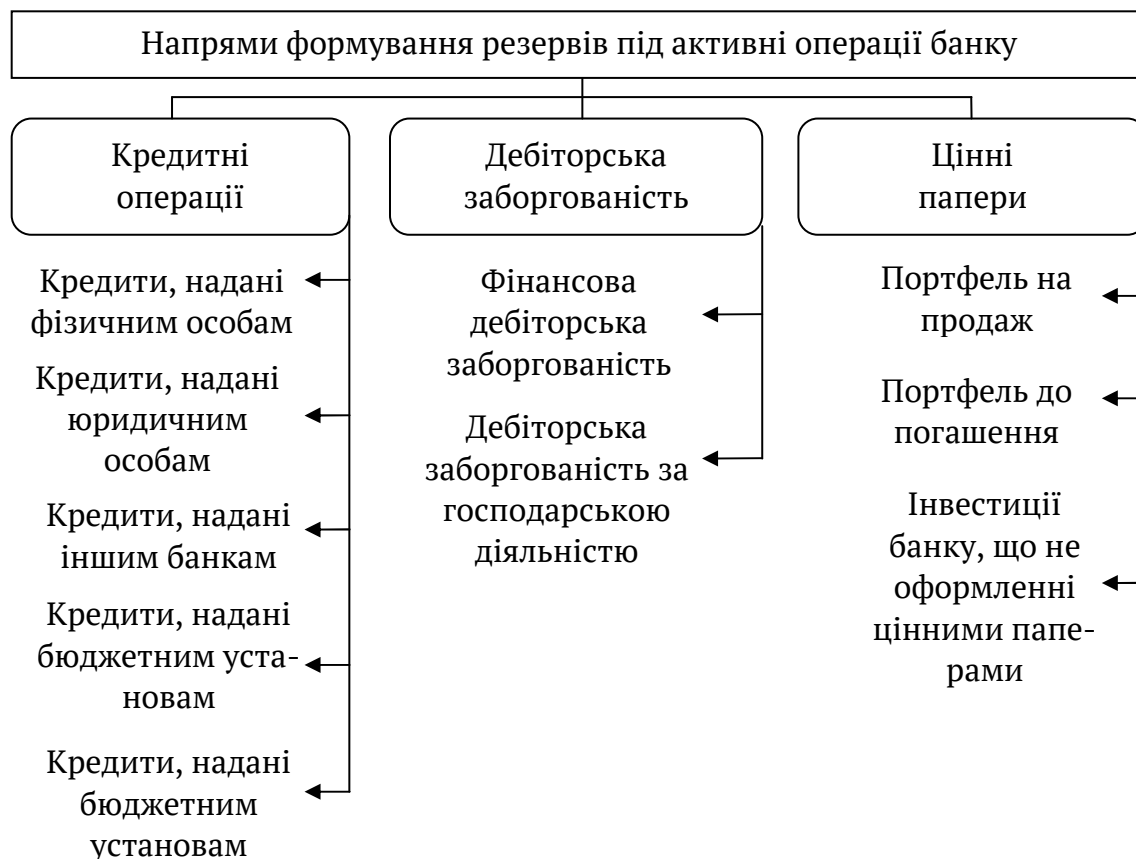 Напрями формування резервів під активні операції банку
Кредитні
операції
Кредити, надані
фізичним особам
Кредити, надані
юридичним
особам
Кредити, надані
іншим банкам
Кредити, надані
бюджетним уста-
новам
Кредити, надані
бюджетним
установам
Дебіторська
заборгованість
Фінансова
дебіторська
заборгованість
Дебіторська
заборгованість за
господарською
діяльністю
Цінні
папери
Портфель на
продаж
Портфель до
погашення
Інвестиції
банку, що не
оформленні
цінними папе-
рами